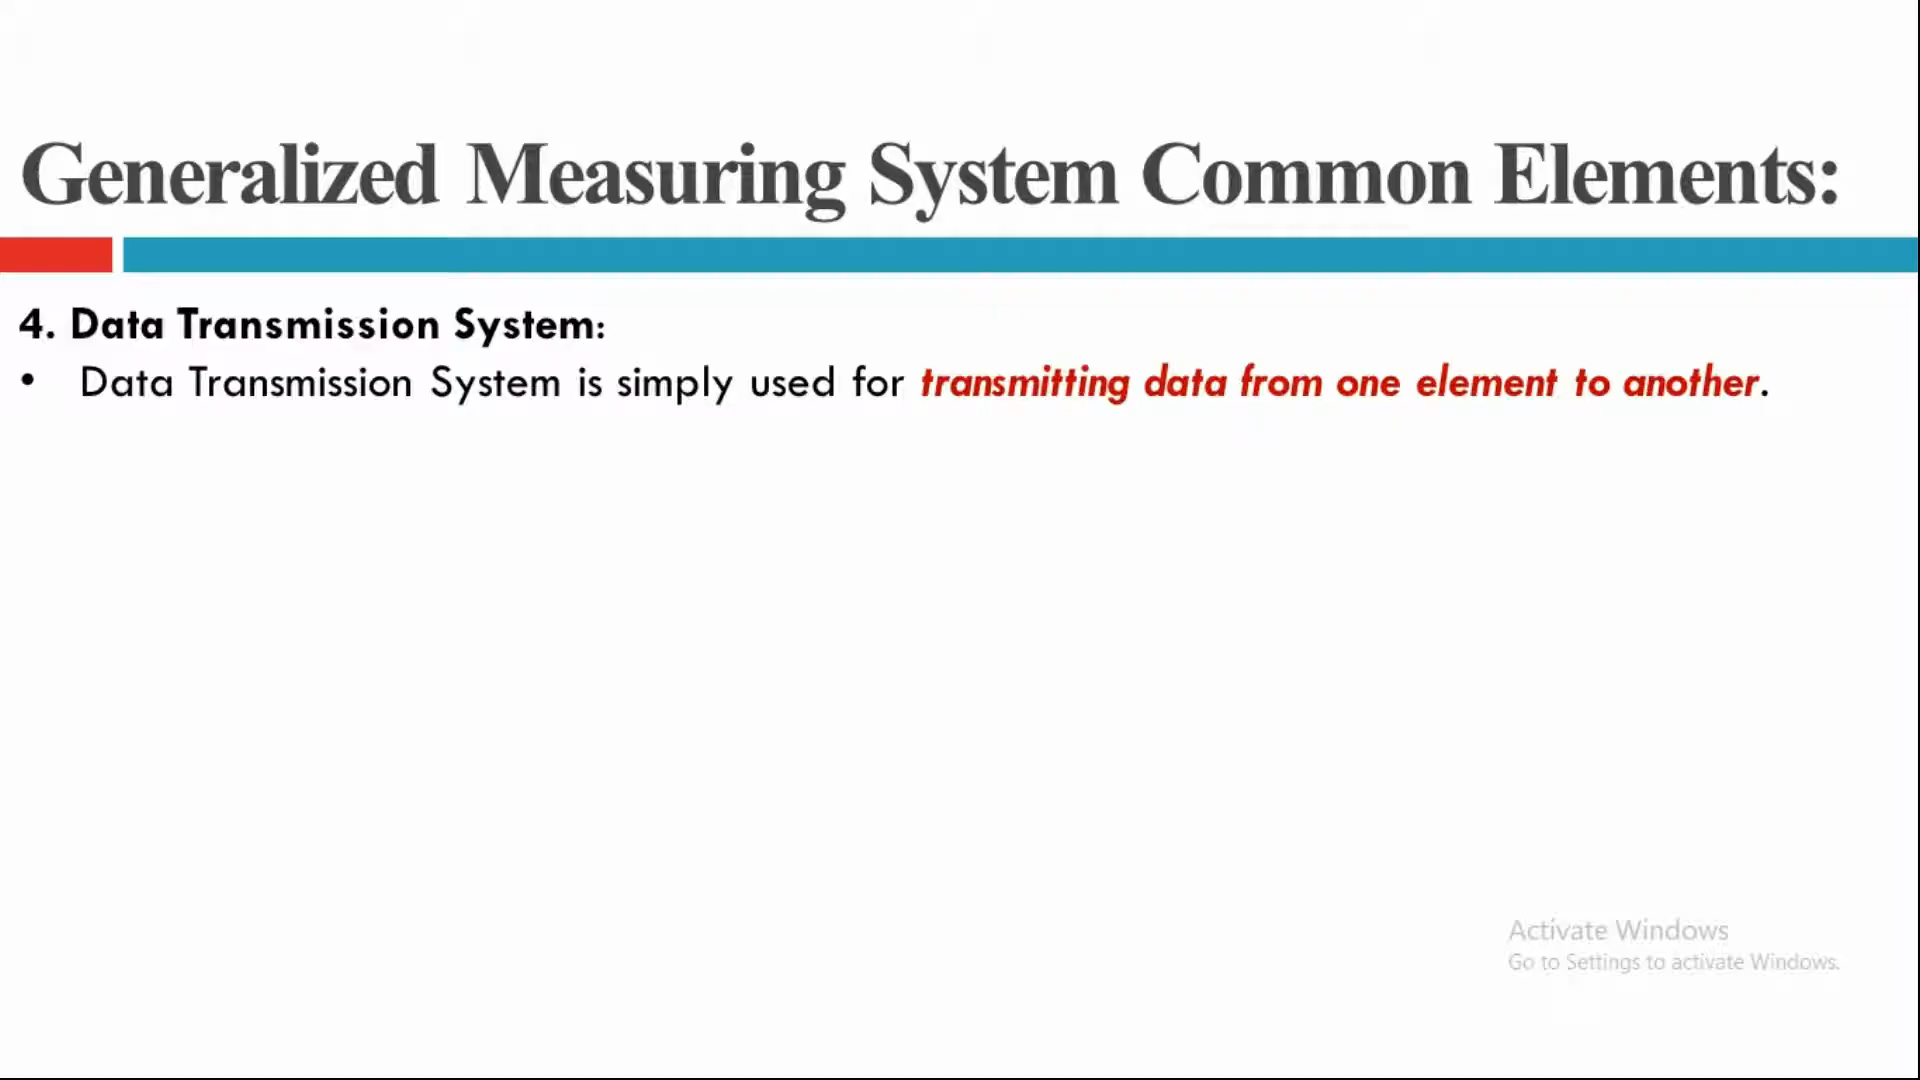 Generalized Measuring System Common Elements:
4. Data Transmission System:
• Data Transmission System is simply used for transmitting data from one element to another.
Activate Windows
Go to Settings to activate Windows.